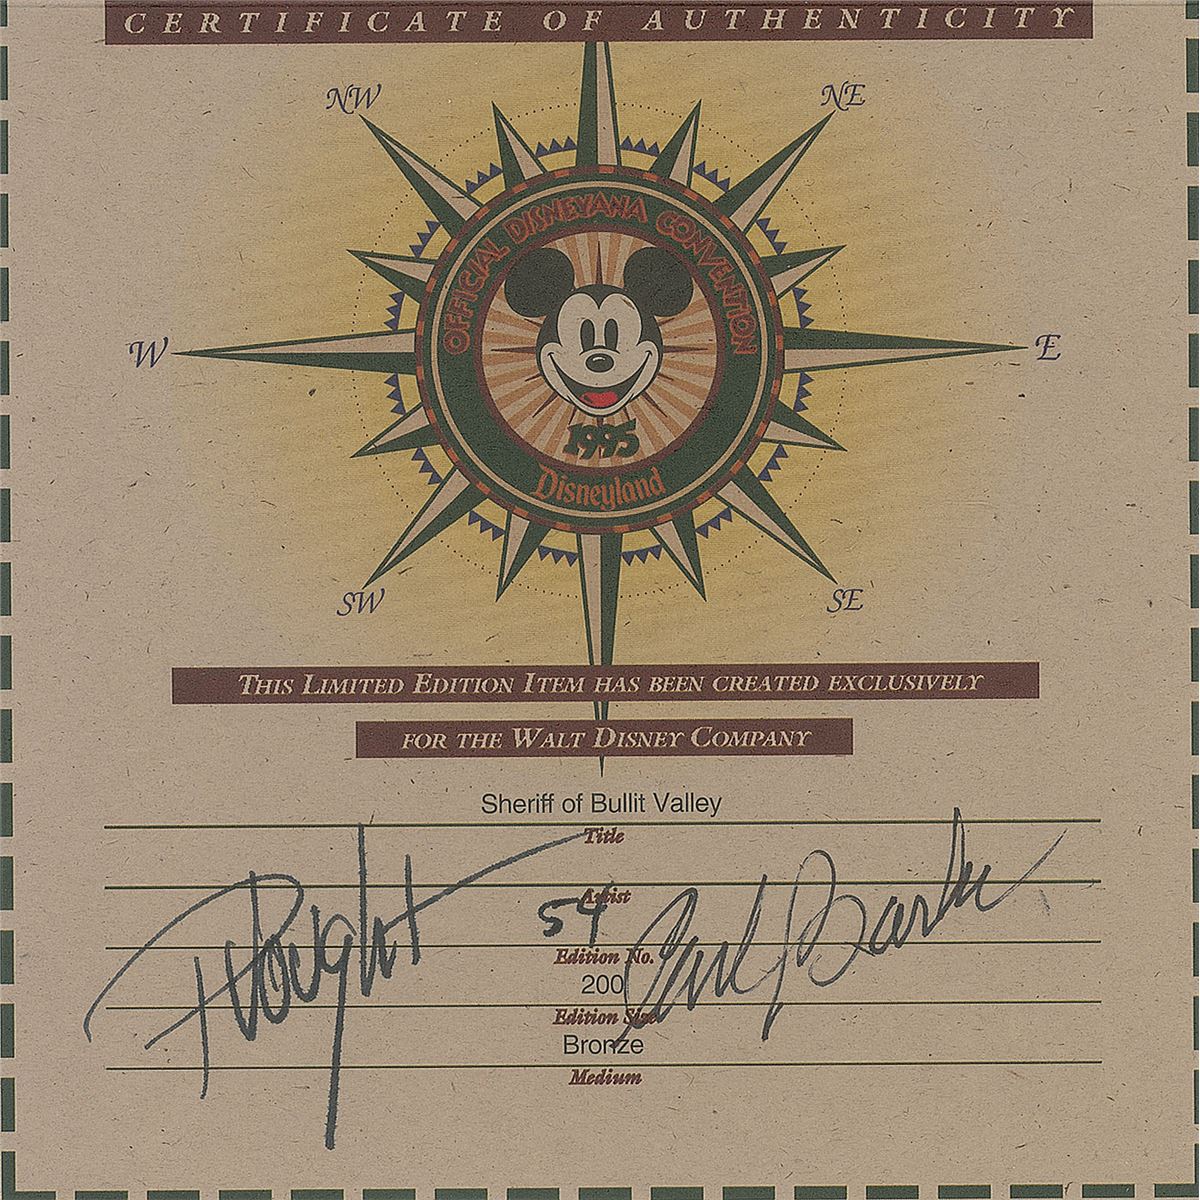 CERTIFICATE OF AUTHENTICITY
NW
NE
OFFICIAL DISNEYANA CONVENTION
W
E
1995
Disneyland
SW
SE
THIS LIMITED EDITION ITEM HAS BEEN CREATED EXCLUSIVELY
FOR THE WALT DISNEY COMPANY
Sheriff of Bullit Valley
Title
Artist
54
Carl Barks
Edition No.
200
Edition Size
Bronze
Medium